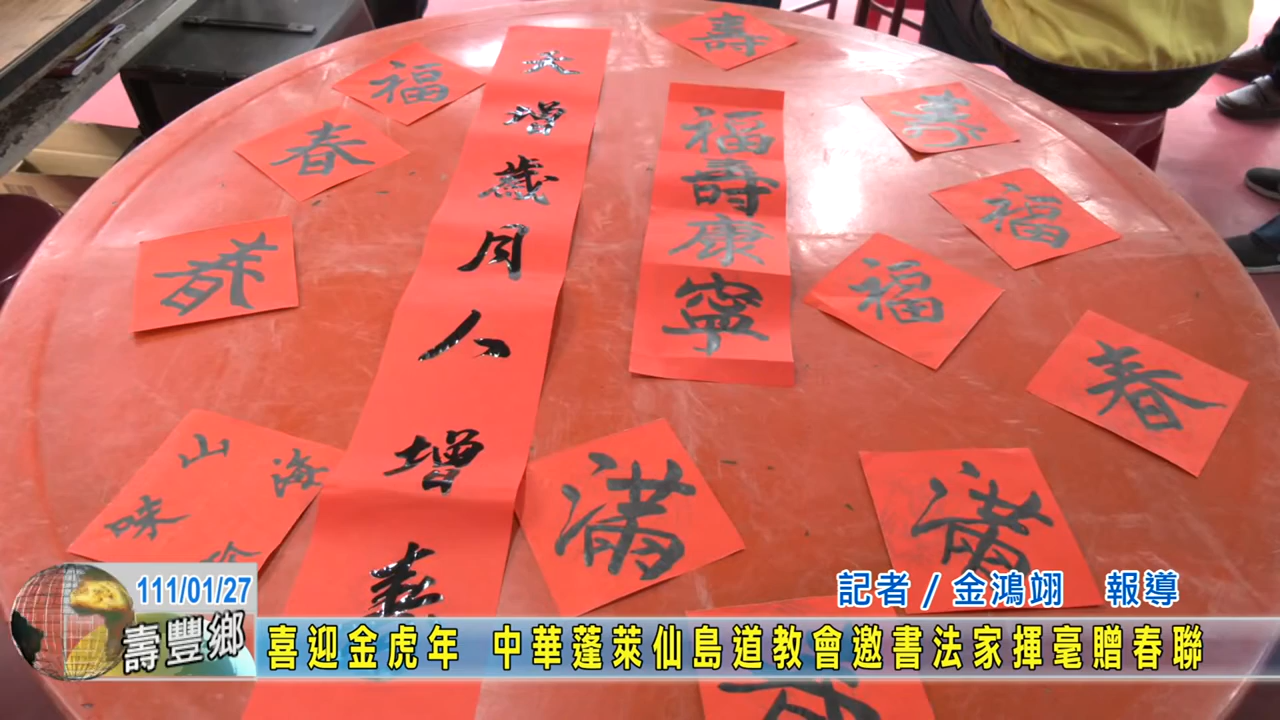 天增歲月人增壽
福壽康寧
壽
福
春
春
壽
福
福
春
山
海
味
滿
滿
111/01/27
壽豐鄉
記者/金鴻翊 報導
喜迎金虎年 中華蓬萊仙島道教會邀書法家揮毫贈春聯